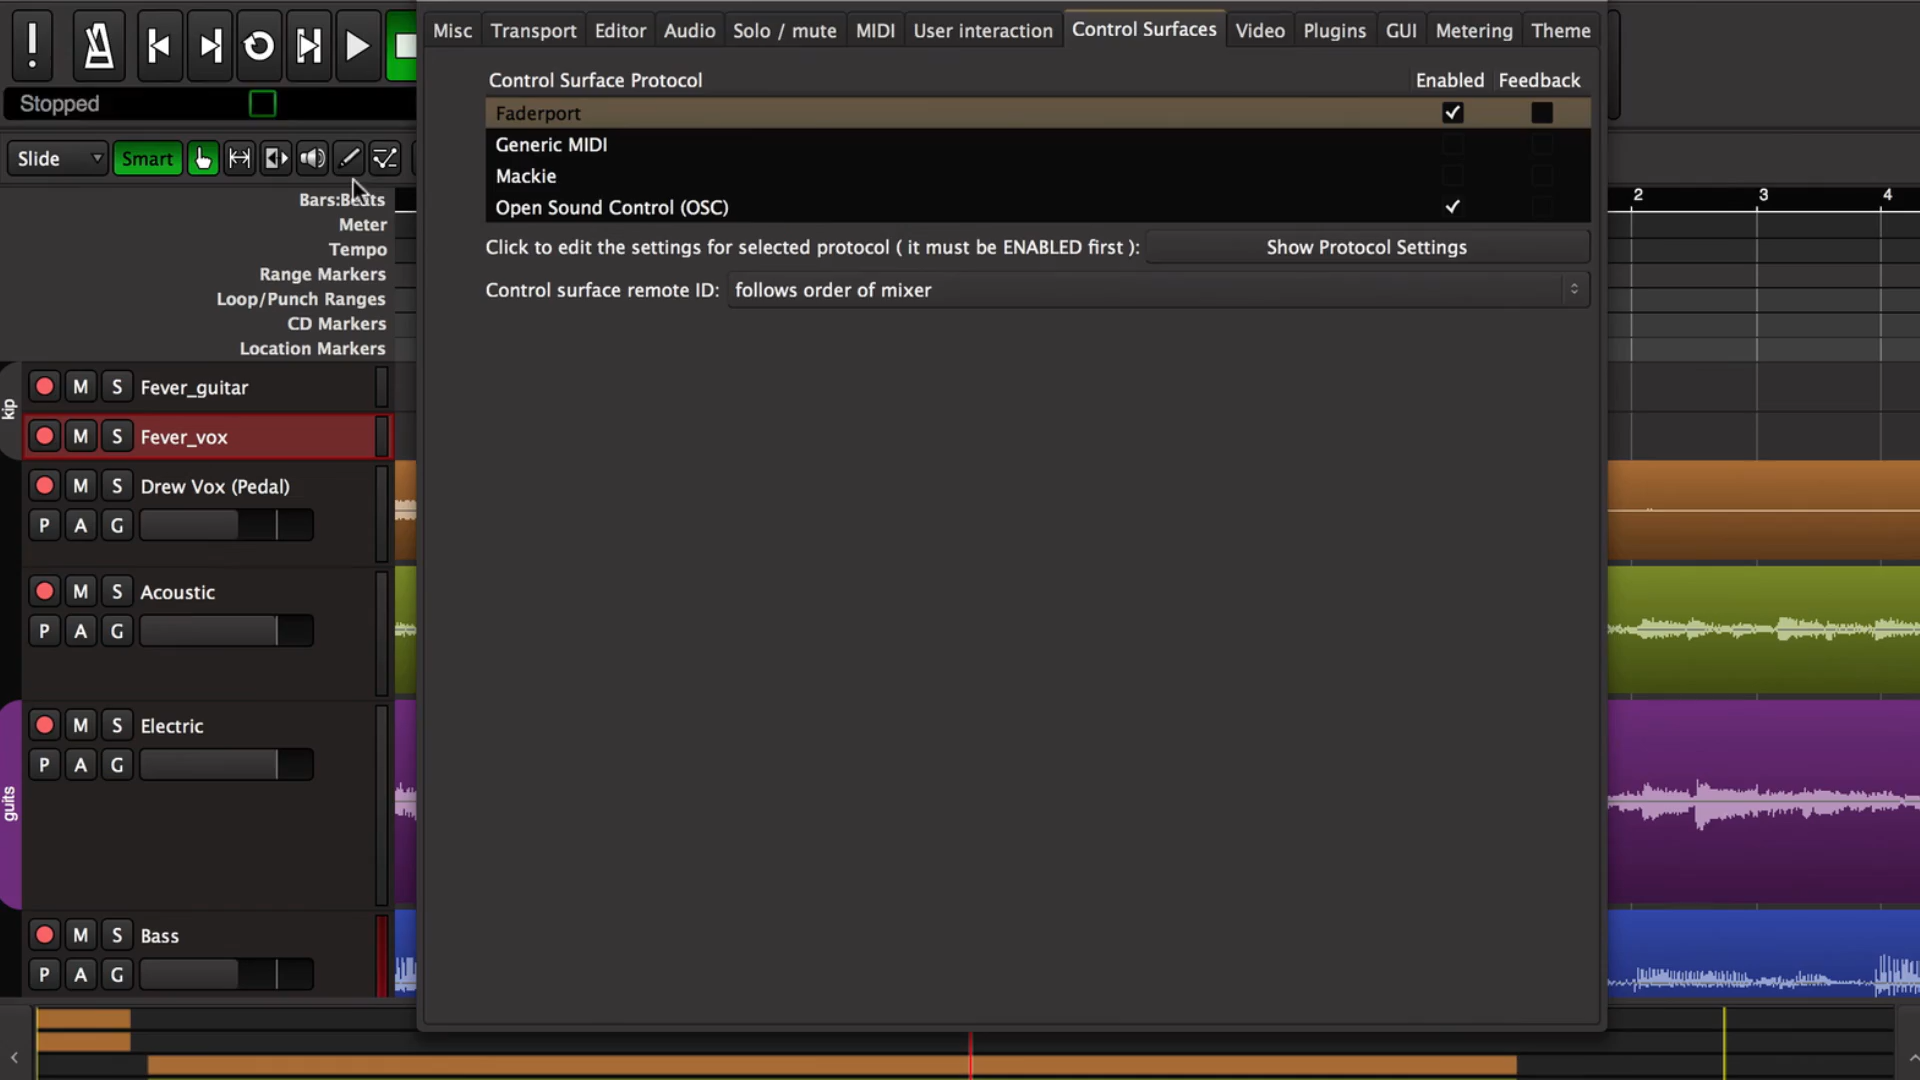 Misc Transport Editor Audio Solo / mute MIDI User interaction Control Surfaces Video Plugins GUI Metering Theme
Control Surface Protocol Enabled Feedback
Stopped
Faderport
Generic MIDI
Mackie
Open Sound Control (OSC)
Slide Smart
Click to edit the settings for selected protocol ( it must be ENABLED first ): Show Protocol Settings
Control surface remote ID: follows order of mixer
2 3 4
Bars:Beats
Meter
Tempo
Range Markers
Loop/Punch Ranges
CD Markers
Location Markers
kip
M S Fever_guitar
M S Fever_vox
M S Drew Vox (Pedal)
P A G
M S Acoustic
P A G
guits
M S Electric
P A G
M S Bass
P A G